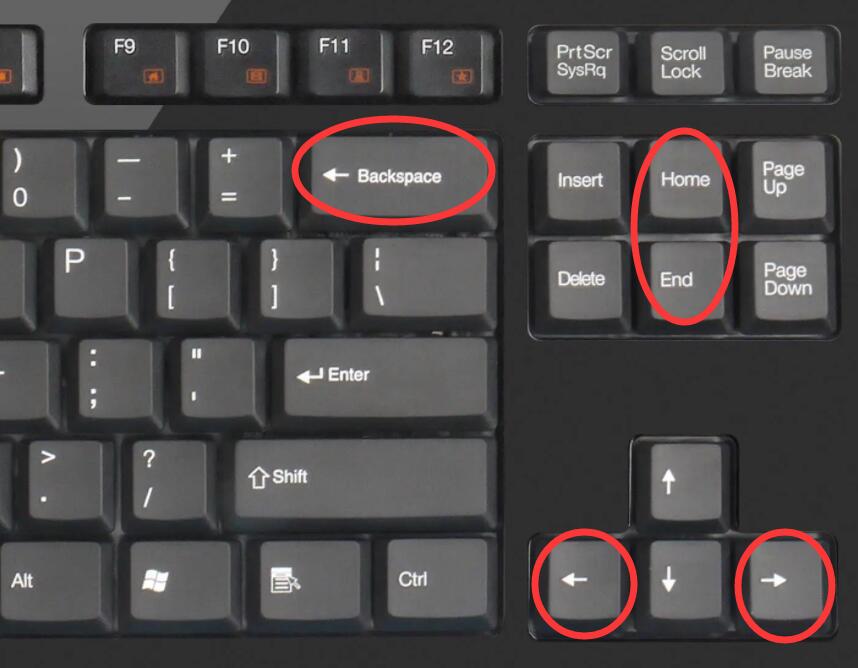 F9
F10
F11
F12
PrtScr
SysRq
Scroll
Lock
Pause
Break
)
0
—
-
+
=
← Backspace
Insert
Home
Page
Up
P
{
[
}
]
¦
\
Delete
End
Page
Down
:
;
"
'
↵ Enter
>
.
?
/
⇧ Shift
↑
Alt
Ctrl
←
↓
→